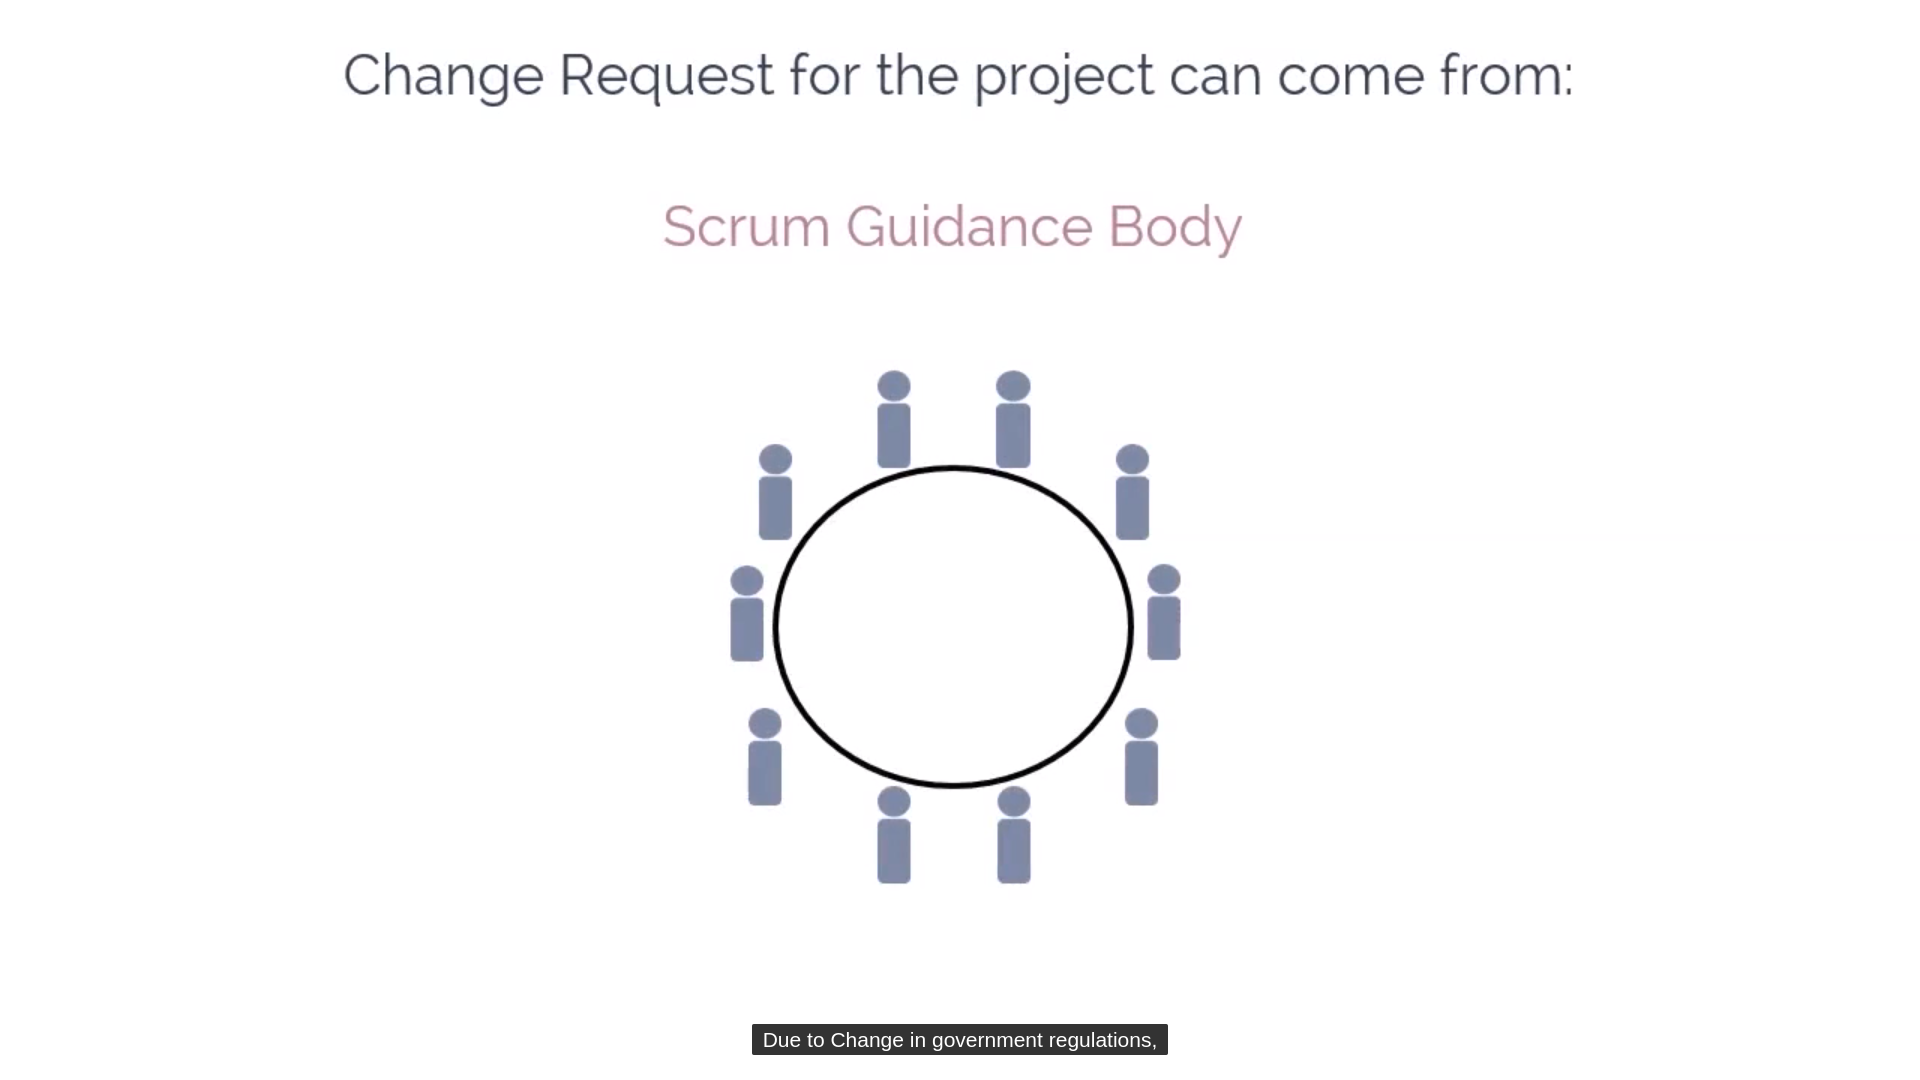 Change Request for the project can come from:
Scrum Guidance Body
Due to Change in government regulations,